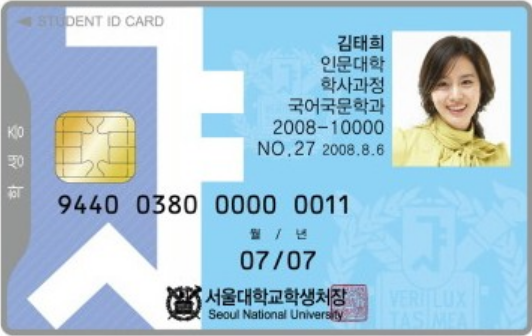 STUDENT ID CARD
김태희
인문대학
학사과정
국어국문학과
2008-10000
NO.27 2008.8.6
학생증
9440 0380 0000 0011
월 / 년
07/07
서울대학교학생처장
Seoul National University
VERI LUX
TAS MEA